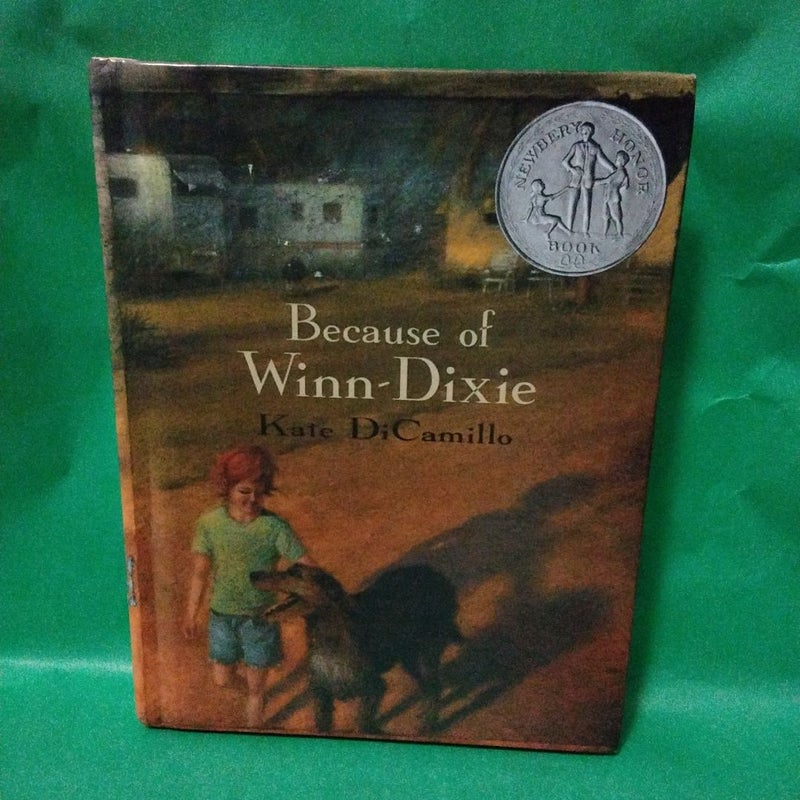 NEWBERY HONOR
BOOK
Because of
Winn-Dixie
Kate DiCamillo